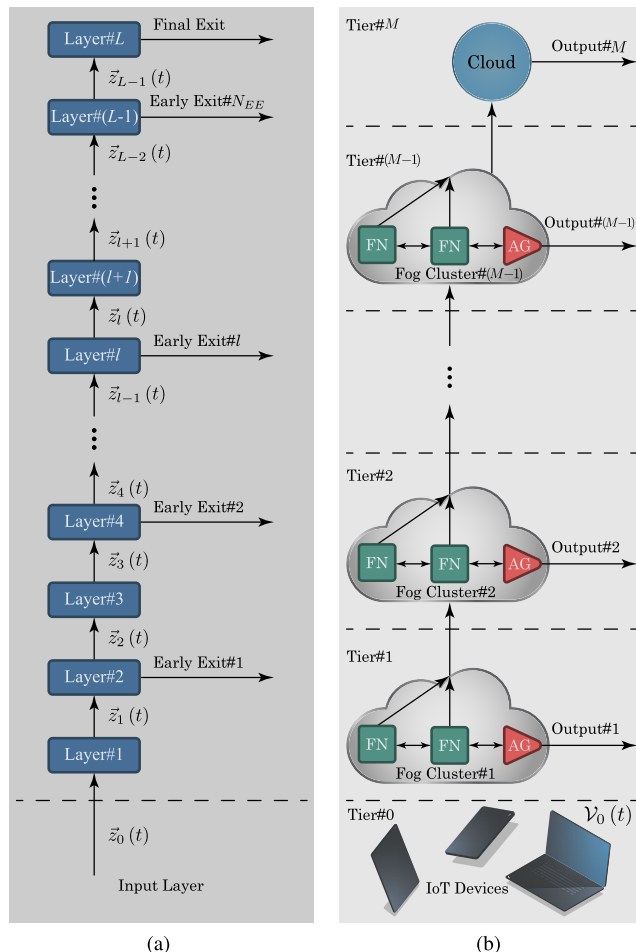 Layer#L
Final Exit
z⃗_{L−1}(t)
Layer#(L-1)
Early Exit#N_{EE}
z⃗_{L−2}(t)
z⃗_{l+1}(t)
Layer#(l+1)
z⃗_l(t)
Layer#l
Early Exit#l
z⃗_{l−1}(t)
z⃗_4(t)
Layer#4
Early Exit#2
z⃗_3(t)
Layer#3
z⃗_2(t)
Layer#2
Early Exit#1
z⃗_1(t)
Layer#1
z⃗_0(t)
Input Layer
(a)
Tier#M
Cloud
Output#M
Tier#(M−1)
FN
FN
AG
Output#(M−1)
Fog Cluster#(M−1)
Tier#2
FN
FN
AG
Output#2
Fog Cluster#2
Tier#1
FN
FN
AG
Output#1
Fog Cluster#1
Tier#0
𝒱_0(t)
IoT Devices
(b)